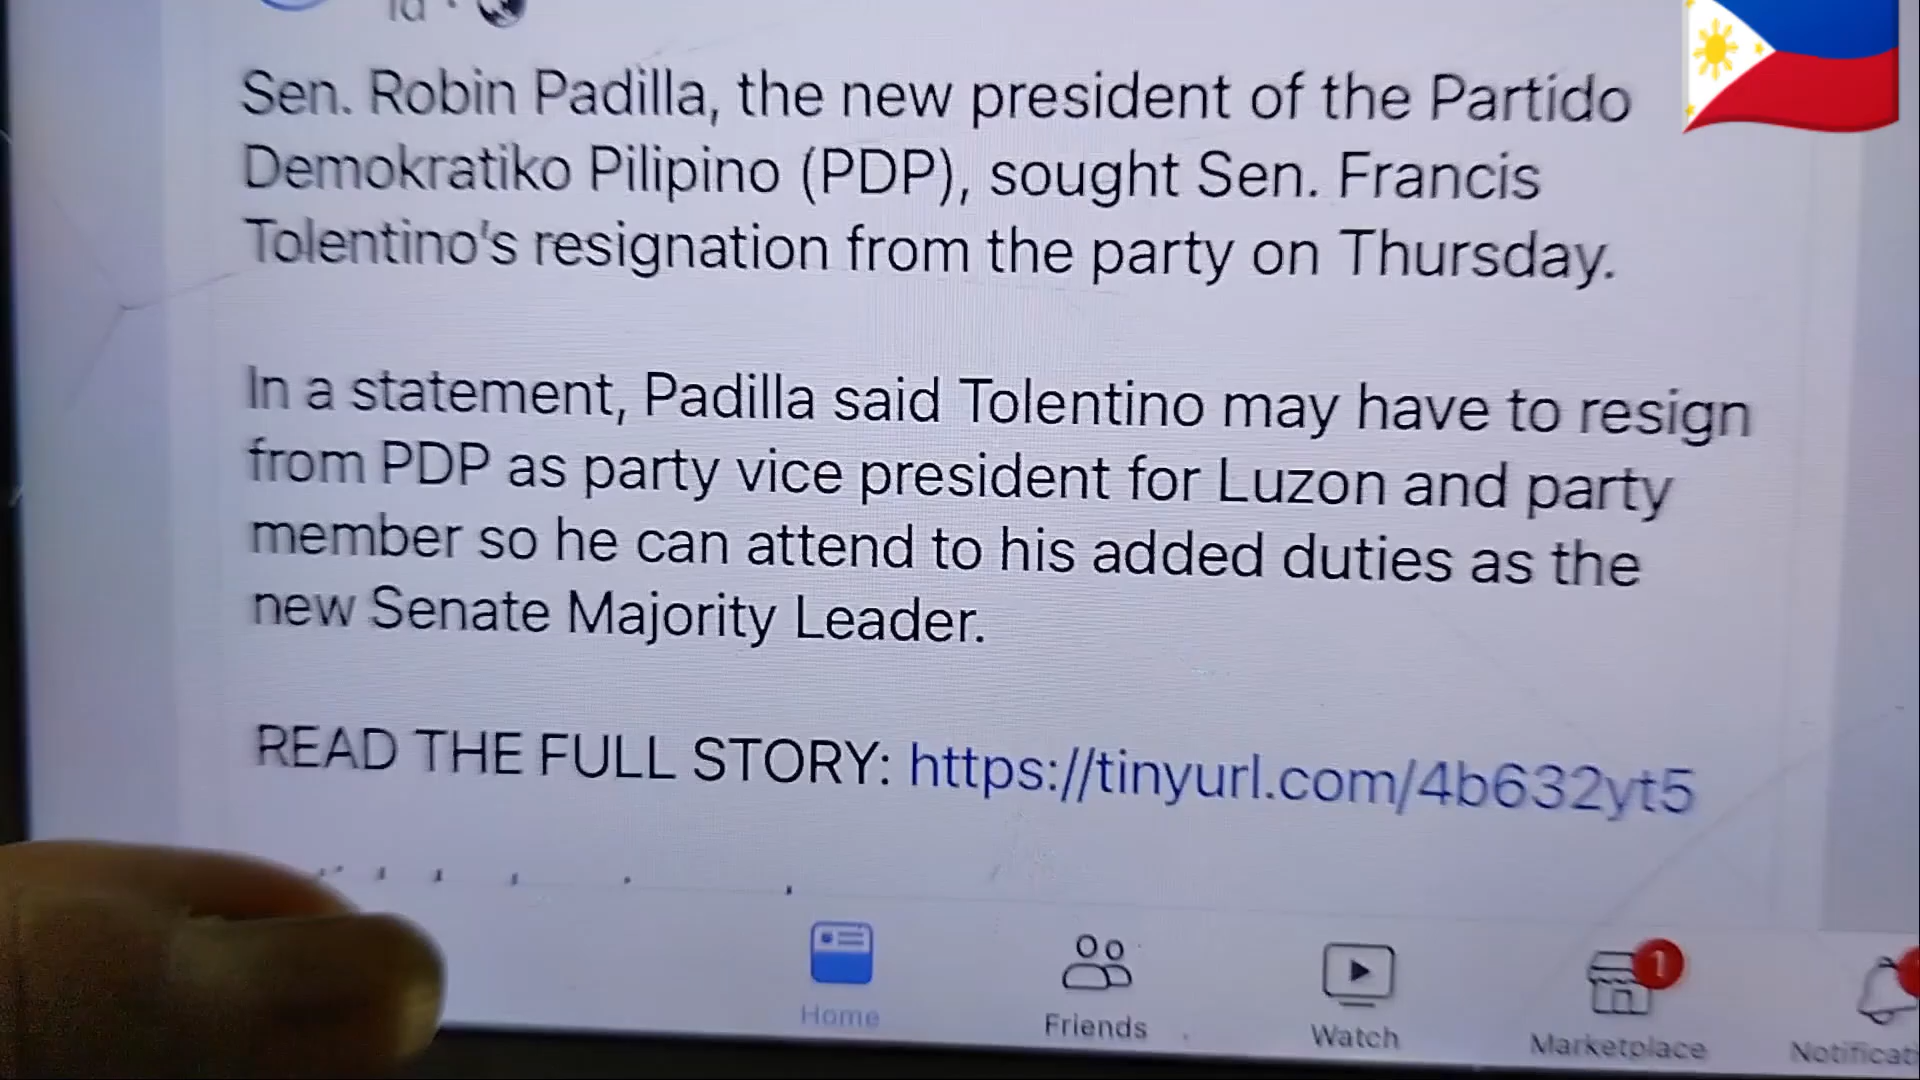 1d
Sen. Robin Padilla, the new president of the Partido
Demokratiko Pilipino (PDP), sought Sen. Francis
Tolentino's resignation from the party on Thursday.
In a statement, Padilla said Tolentino may have to resign
from PDP as party vice president for Luzon and party
member so he can attend to his added duties as the
new Senate Majority Leader.
READ THE FULL STORY: https://tinyurl.com/4b632yt5
1
Home
Friends
Watch
Marketplace
Notificati